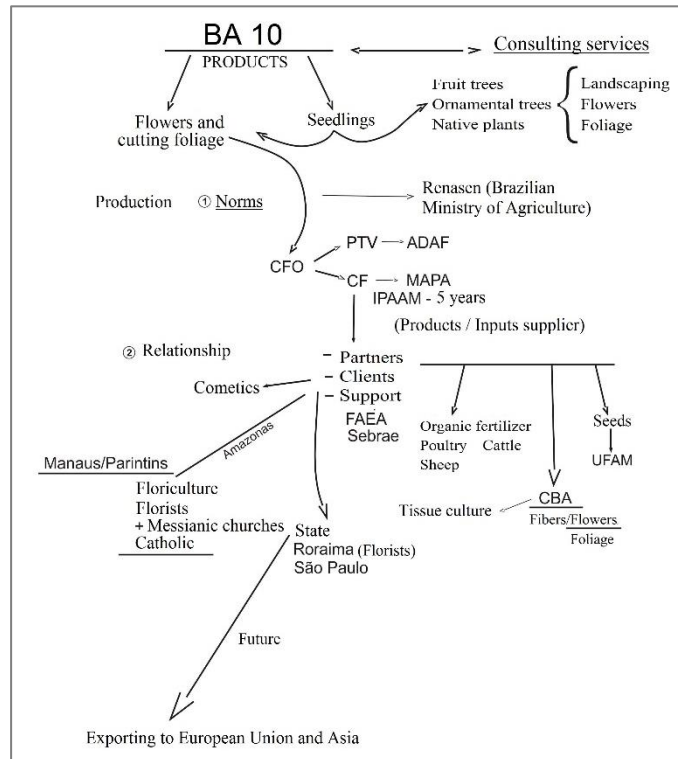 BA 10
PRODUCTS
Consulting services
Flowers and
cutting foliage
Seedlings
Fruit trees
Ornamental trees
Native plants
Landscaping
Flowers
Foliage
Production ① Norms
Renasen (Brazilian
Ministry of Agriculture)
CFO
PTV
ADAF
CF
MAPA
IPAAM - 5 years
(Products / Inputs supplier)
② Relationship
- Partners
- Clients
- Support
FAEA
Sebrae
Cometics
Amazonas
Manaus/Parintins
Floriculture
Florists
+ Messianic churches
Catholic
State
Roraima (Florists)
São Paulo
Organic fertilizer
Poultry Cattle
Sheep
Seeds
UFAM
CBA
Fibers/Flowers
Foliage
Tissue culture
Future
Exporting to European Union and Asia